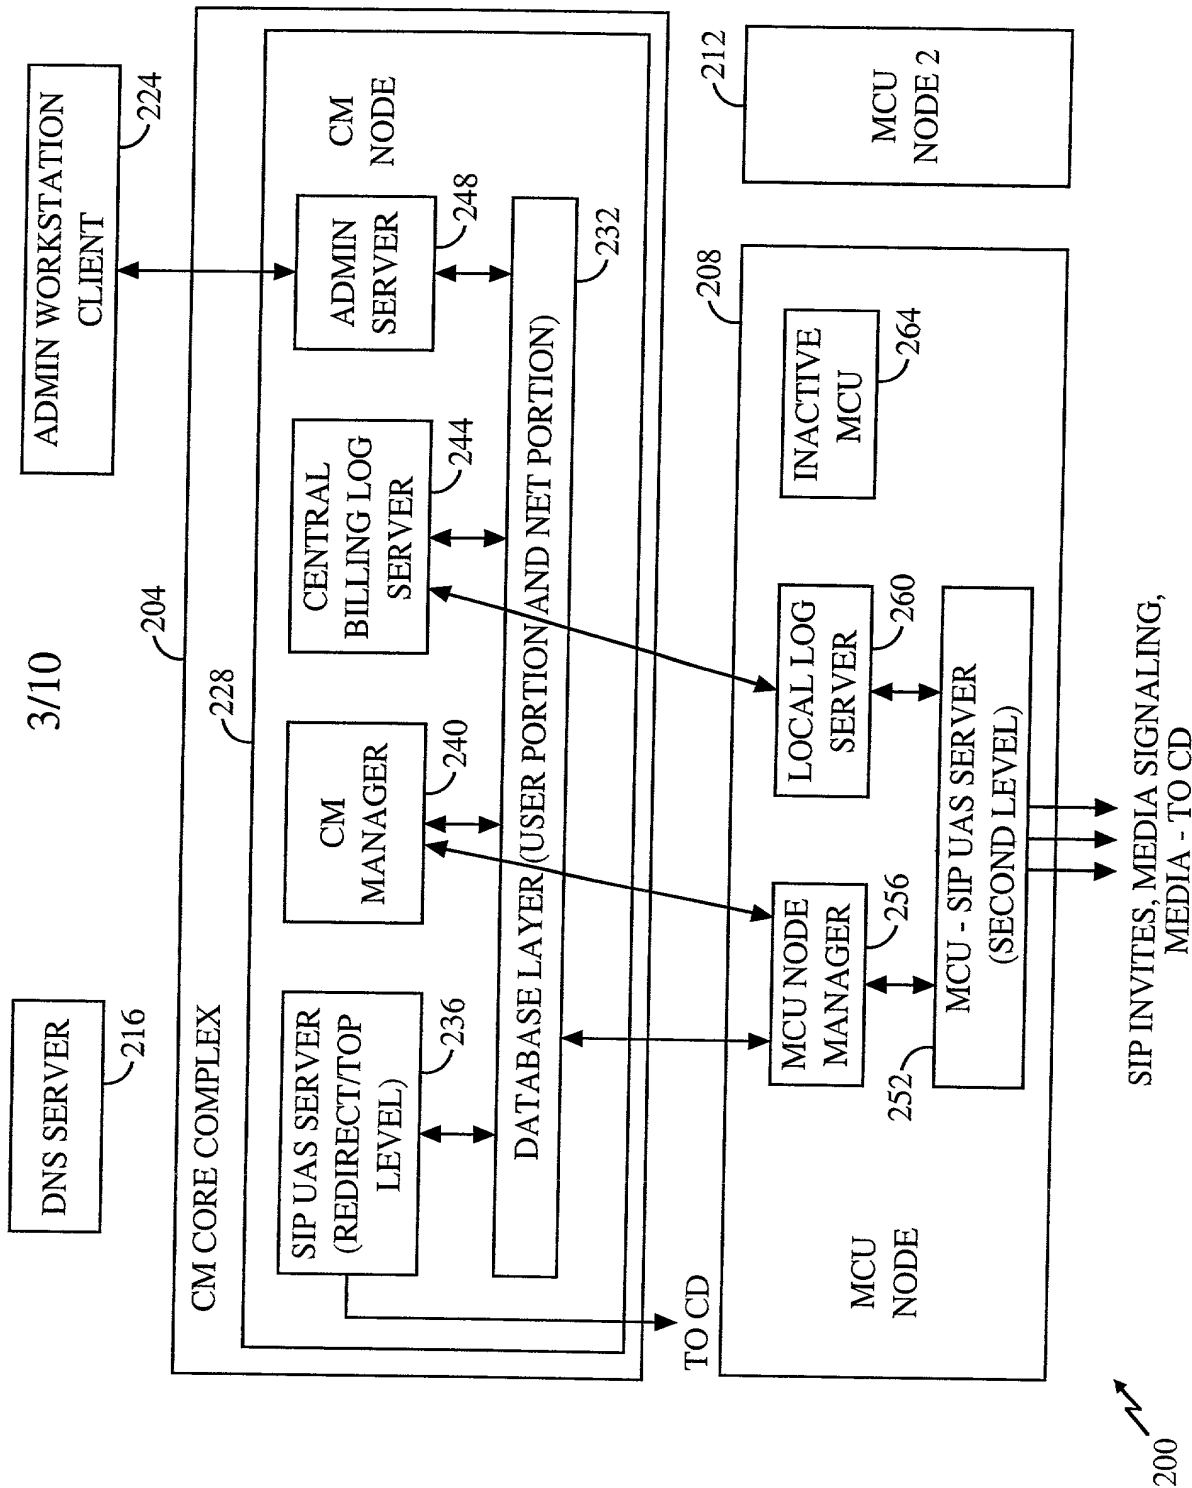 3/10
DNS SERVER
216
ADMIN WORKSTATION
CLIENT
224
204
CM CORE COMPLEX
228
SIP UAS SERVER
(REDIRECT/TOP
LEVEL)
236
CM
MANAGER
240
CENTRAL
BILLING LOG
SERVER
244
ADMIN
SERVER
248
CM
NODE
DATABASE LAYER (USER PORTION AND NET PORTION)
232
TO CD
208
212
MCU
NODE
MCU NODE
MANAGER
256
LOCAL LOG
SERVER
260
INACTIVE
MCU
264
MCU
NODE 2
252
MCU - SIP UAS SERVER
(SECOND LEVEL)
SIP INVITES, MEDIA SIGNALING,
MEDIA - TO CD
200